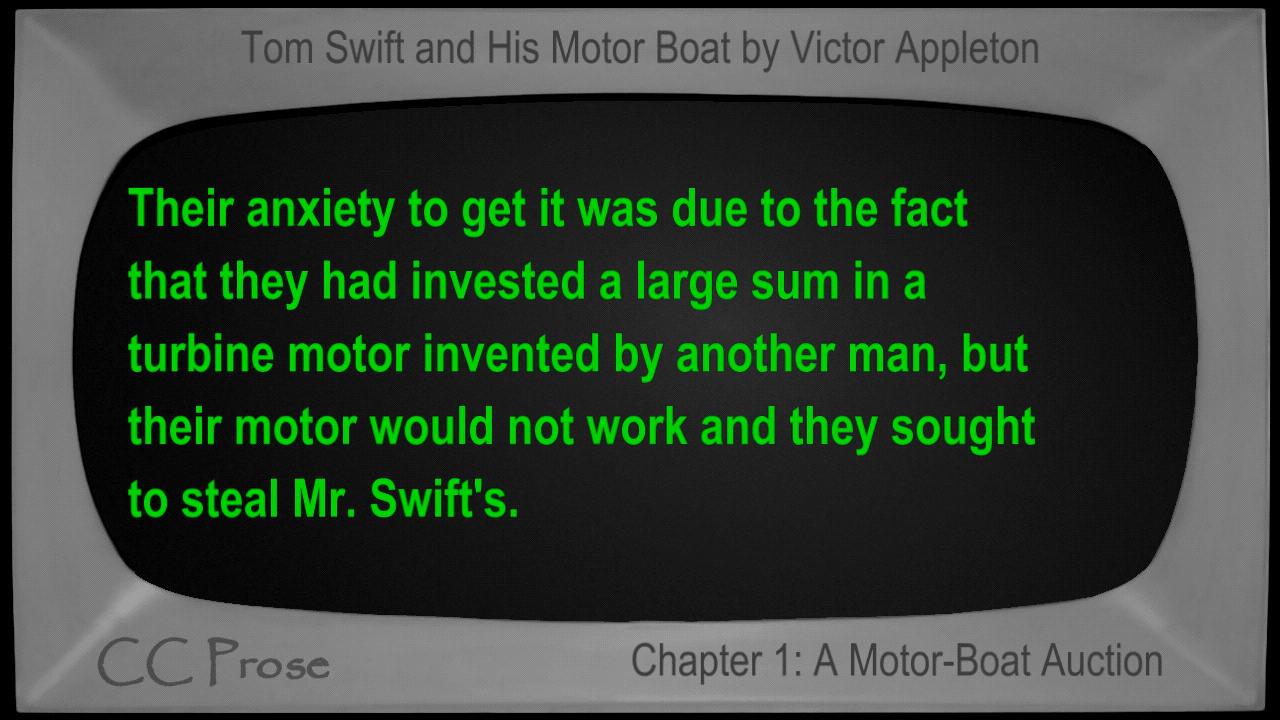 Tom Swift and His Motor Boat by Victor Appleton
Their anxiety to get it was due to the fact
that they had invested a large sum in a
turbine motor invented by another man, but
their motor would not work and they sought
to steal Mr. Swift's.
CC Prose
Chapter 1: A Motor-Boat Auction